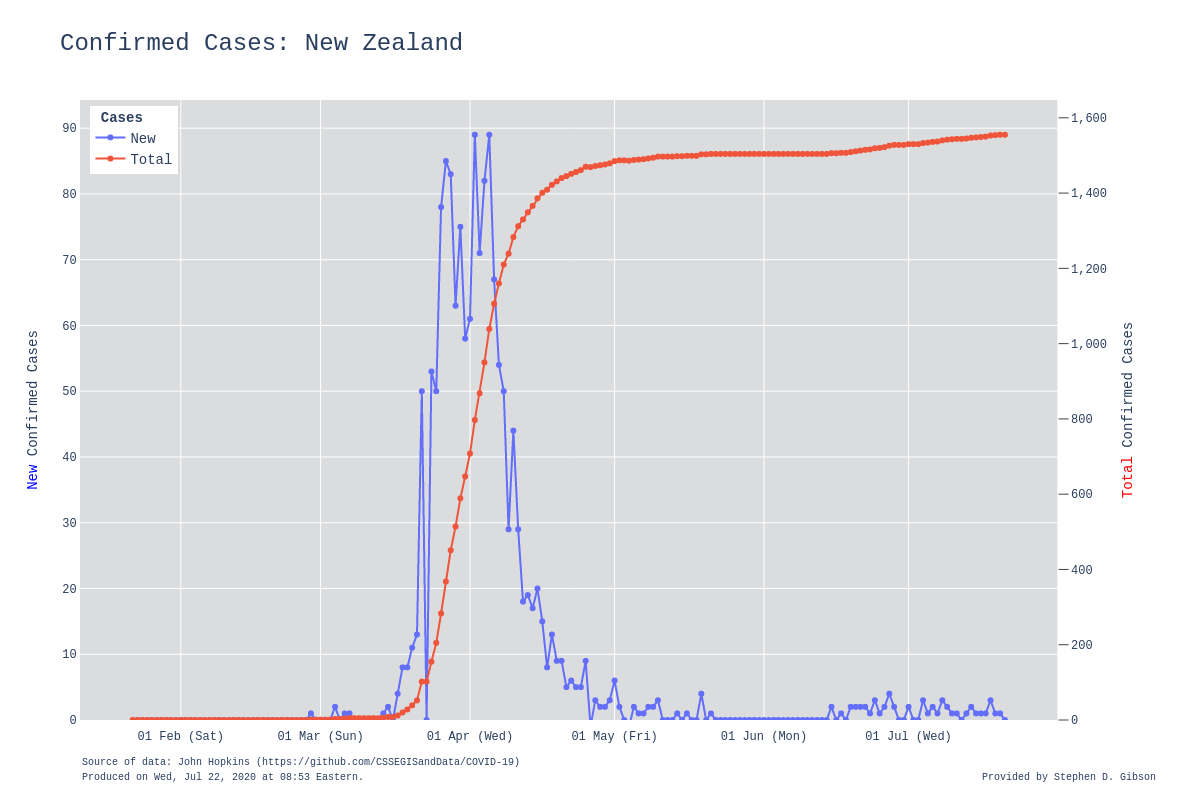 Confirmed Cases: New Zealand
Cases
New
Total
90
80
70
60
50
40
30
20
10
0
New Confirmed Cases
1,600
1,400
1,200
1,000
800
600
400
200
0
Total Confirmed Cases
01 Feb (Sat) 01 Mar (Sun) 01 Apr (Wed) 01 May (Fri) 01 Jun (Mon) 01 Jul (Wed)
Source of data: John Hopkins (https://github.com/CSSEGISandData/COVID-19)
Produced on Wed, Jul 22, 2020 at 08:53 Eastern.
Provided by Stephen D. Gibson